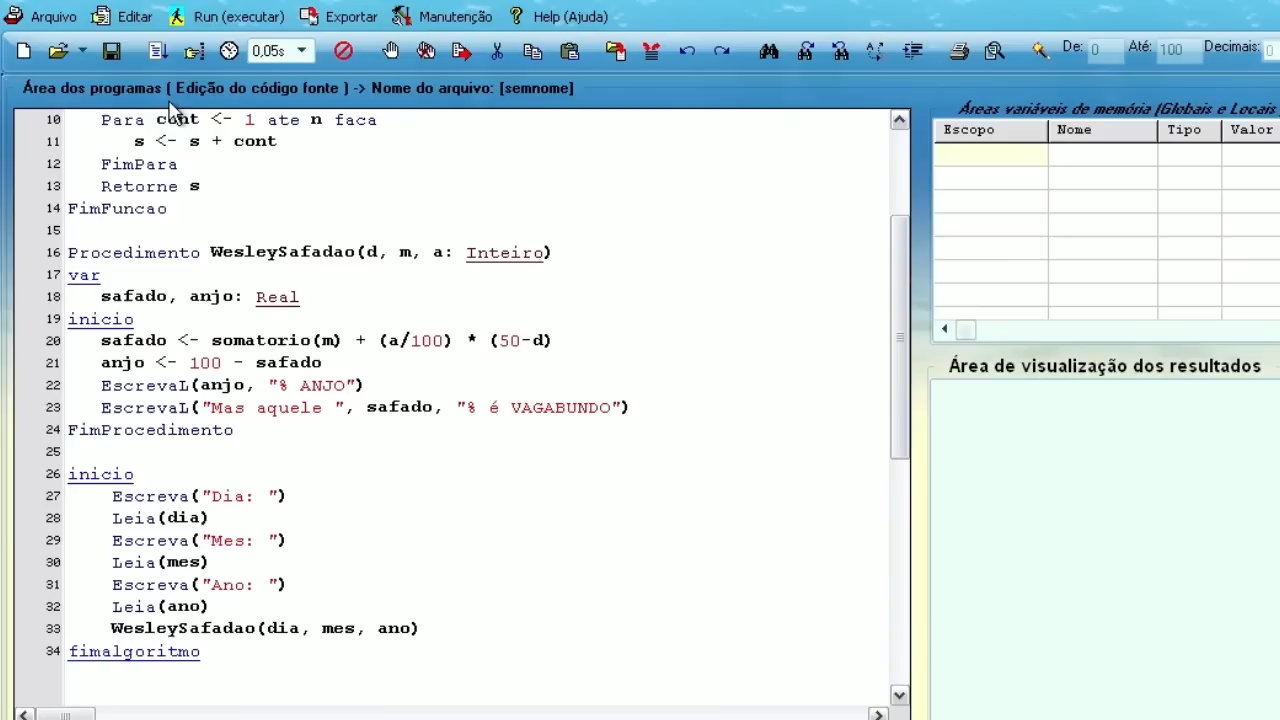 Arquivo Editar Run (executar) Exportar Manutenção Help (Ajuda)
0,05s De: 0 Até: 100 Decimais: 0
Área dos programas ( Edição do código fonte ) -> Nome do arquivo: [semnome]
10 Para cont <- 1 ate n faca
11 s <- s + cont
12 FimPara
13 Retorne s
14 FimFuncao
15
16 Procedimento WesleySafadao(d, m, a: Inteiro)
17 var
18 safado, anjo: Real
19 inicio
20 safado <- somatorio(m) + (a/100) * (50-d)
21 anjo <- 100 - safado
22 EscrevaL(anjo, "% ANJO")
23 EscrevaL("Mas aquele ", safado, "% é VAGABUNDO")
24 FimProcedimento
25
26 inicio
27 Escreva("Dia: ")
28 Leia(dia)
29 Escreva("Mes: ")
30 Leia(mes)
31 Escreva("Ano: ")
32 Leia(ano)
33 WesleySafadao(dia, mes, ano)
34 fimalgoritmo
Áreas variáveis de memória (Globais e Locais
Escopo Nome Tipo Valor
Área de visualização dos resultados